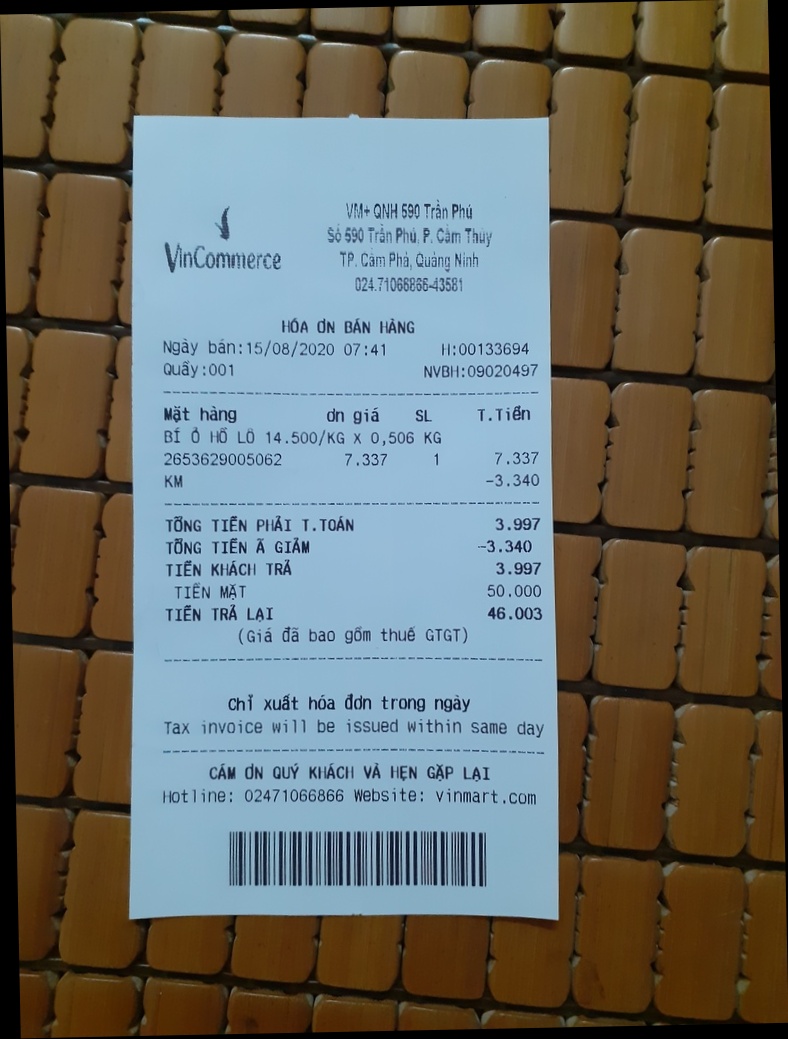 VinCommerce
VM+ QNH 590 Trần Phú
Số 590 Trần Phú, P. Cẩm Thủy
TP. Cẩm Phả, Quảng Ninh
024.71066866-43581
HÓA ƠN BÁN HÀNG
Ngày bán:15/08/2020 07:41 H:00133694
Quầy:001 NVBH:09020497
Mặt hàng ơn giá SL T.Tiền
BÍ Ỏ HỒ LÔ 14.500/KG X 0,506 KG
2653629005062 7.337 1 7.337
KM -3.340
TỔNG TIỀN PHẢI T.TOÁN 3.997
TỔNG TIỀN Ã GIẢM -3.340
TIỀN KHÁCH TRẢ 3.997
TIỀN MẶT 50.000
TIỀN TRẢ LẠI 46.003
(Giá đã bao gồm thuế GTGT)
Chỉ xuất hóa đơn trong ngày
Tax invoice will be issued within same day
CÁM ƠN QUÝ KHÁCH VÀ HẸN GẶP LẠI
Hotline: 02471066866 Website: vinmart.com